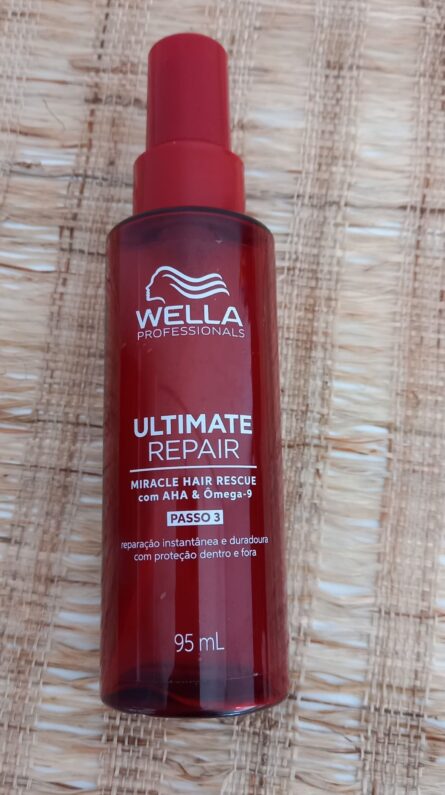 WELLA
PROFESSIONALS
ULTIMATE
REPAIR
MIRACLE HAIR RESCUE
com AHA & Ômega-9
PASSO 3
reparação instantânea e duradoura
com proteção dentro e fora
95 mL